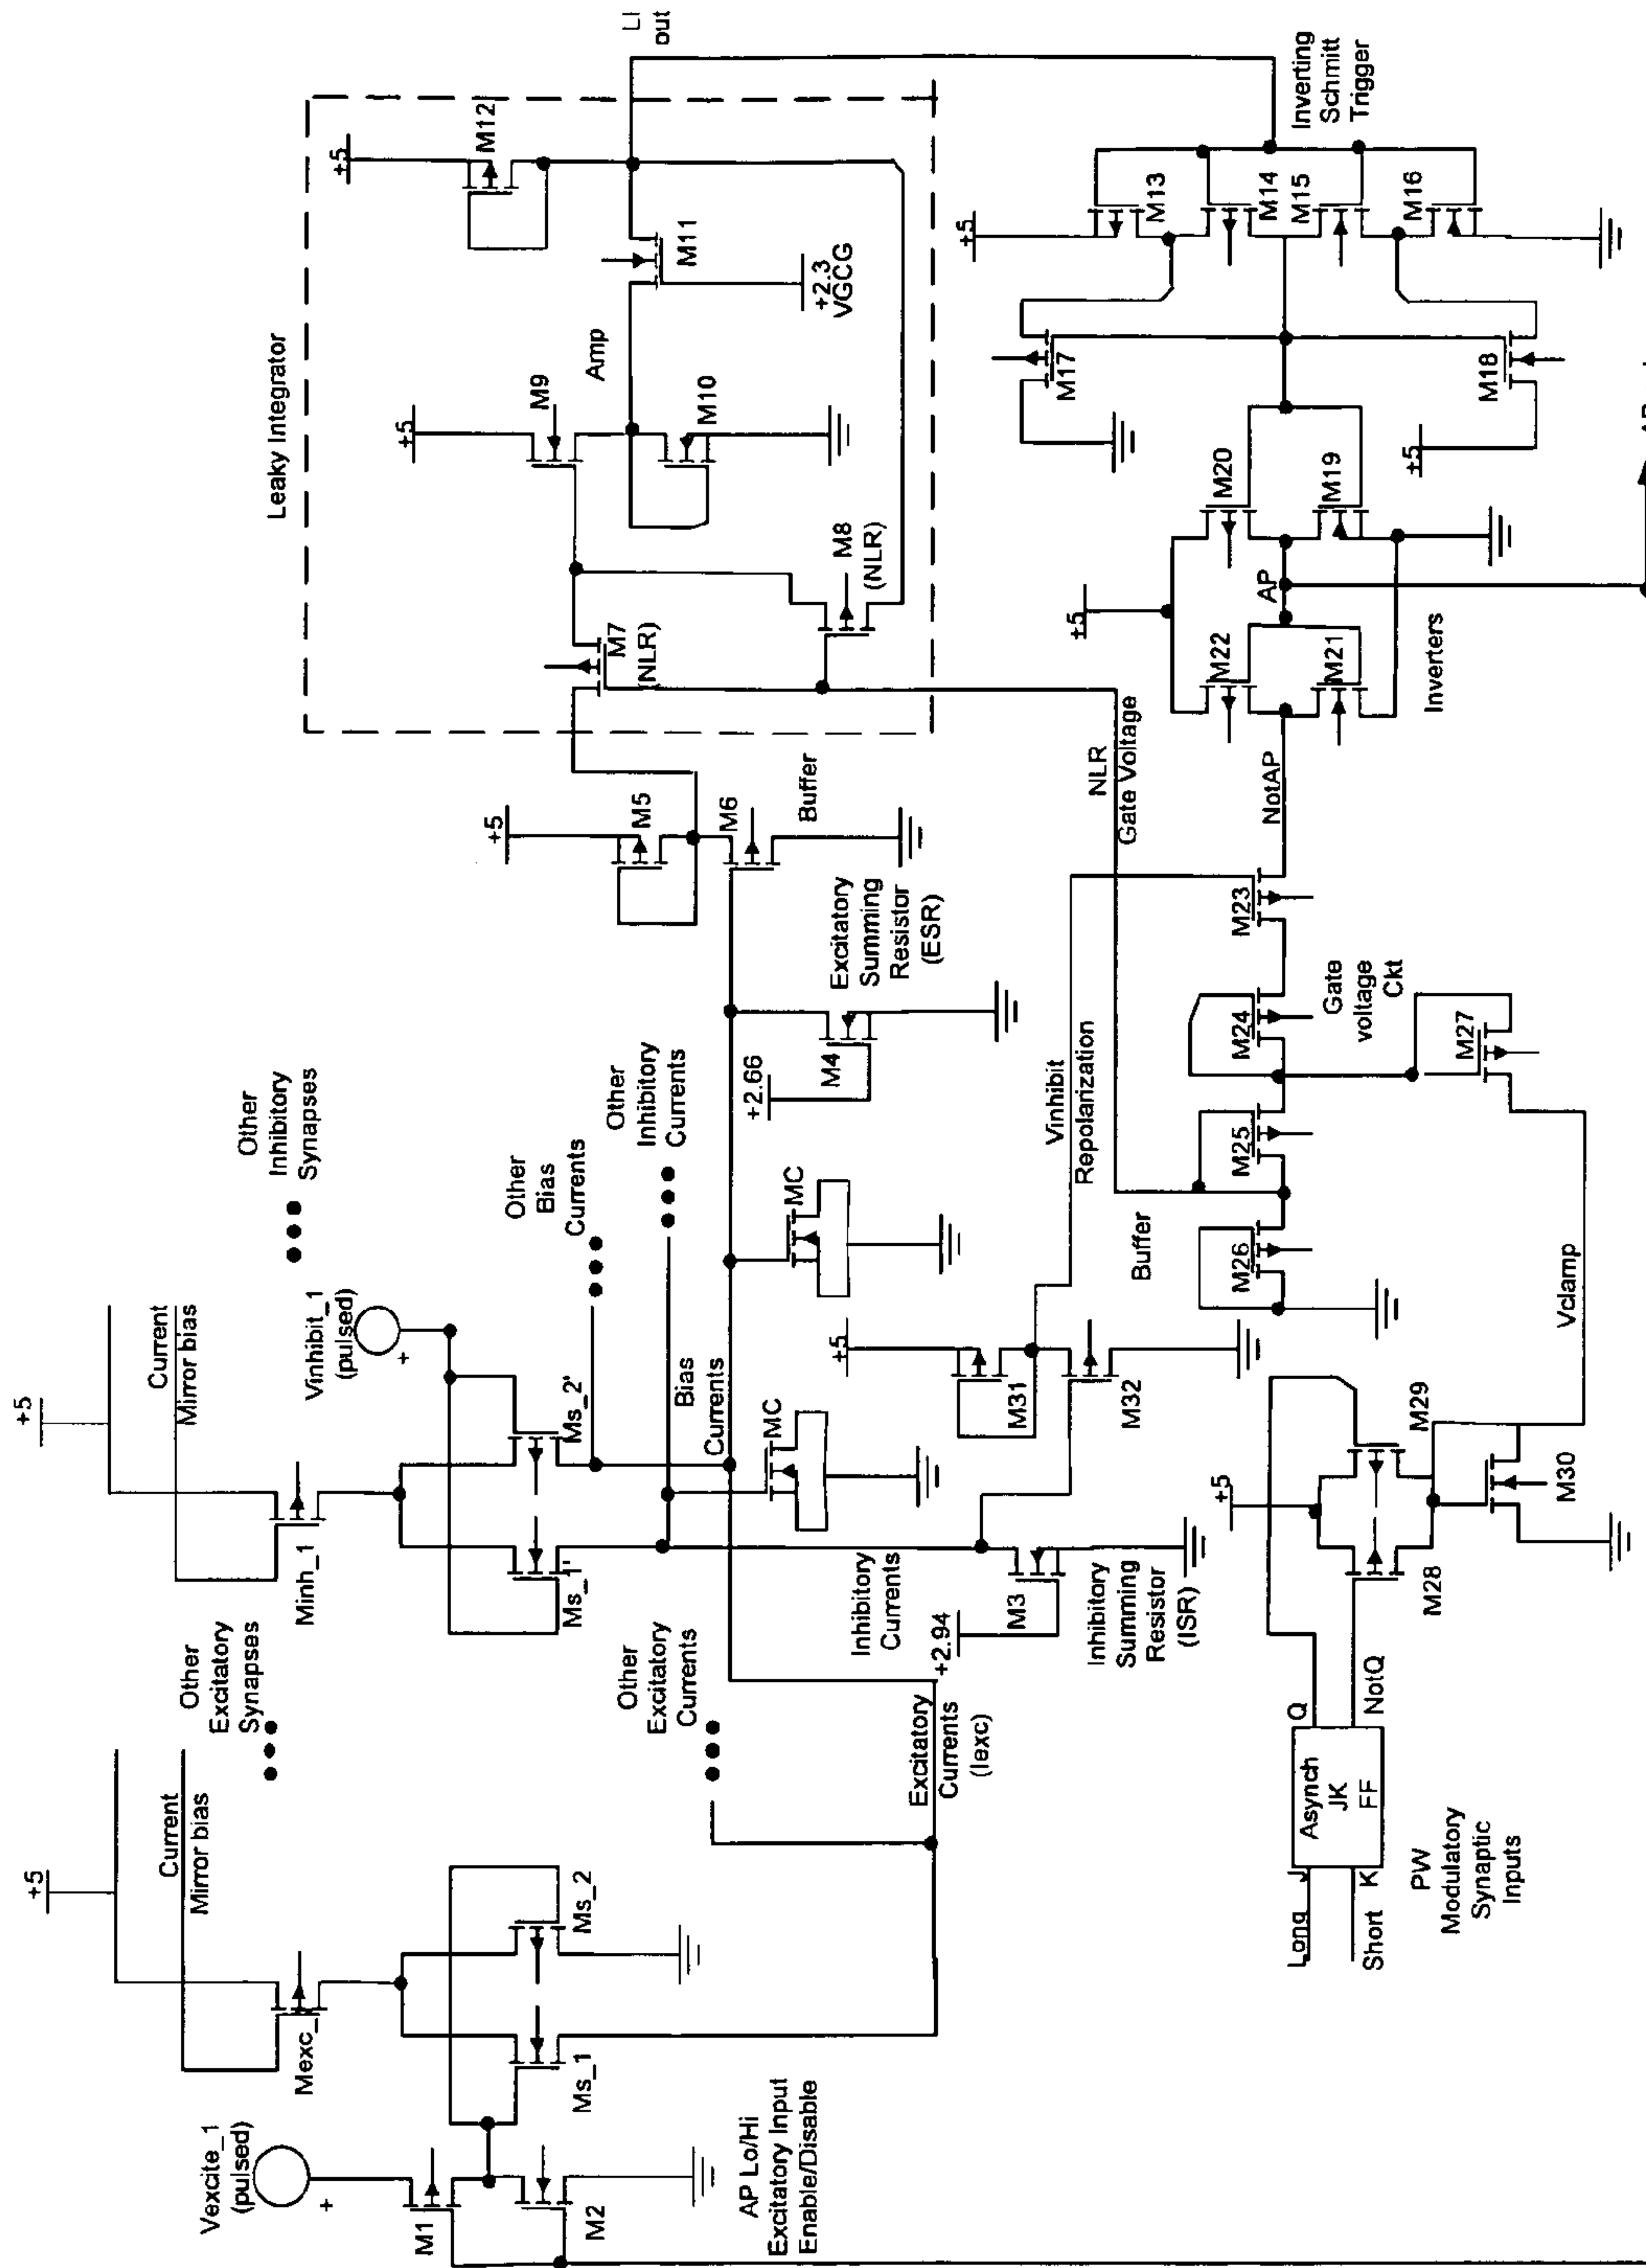 Vexcite_1
(pulsed)
+
M1
M2
AP Lo/Hi
Excitatory Input
Enable/Disable
+5
Current
Mirror bias
Mexc_1
Ms_1
Ms_2
Other
Excitatory
Synapses
+5
Current
Mirror bias
Minh_1
Vinhibit_1
(pulsed)
+
Ms_1'
Ms_2'
Other
Inhibitory
Synapses
Other
Bias
Currents
Other
Inhibitory
Currents
Bias
Currents
MC
MC
Other
Excitatory
Currents
Excitatory
Currents
(Iexc)
Inhibitory
Currents
+2.94
M3
Inhibitory
Summing
Resistor
(ISR)
+5
M31
M32
+2.66
M4
Excitatory
Summing
Resistor
(ESR)
+5
M5
M6
Buffer
Leaky Integrator
M7
(NLR)
M8
(NLR)
+5
M9
M10
Amp
M11
+2.3
VGCG
+5
M12
out
Vinhibit
Repolarization
NLR
Gate Voltage
Long
J
Short
K
Asynch
JK
FF
Q
NotQ
PW
Modulatory
Synaptic
Inputs
+5
M28
M29
M30
Vclamp
Buffer
M26
M25
M24
M23
Gate
voltage
Ckt
M27
NotAP
+5
M22
M21
AP
M20
M19
Inverters
M17
M18
+5
+5
M13
M14
M15
M16
Inverting
Schmitt
Trigger